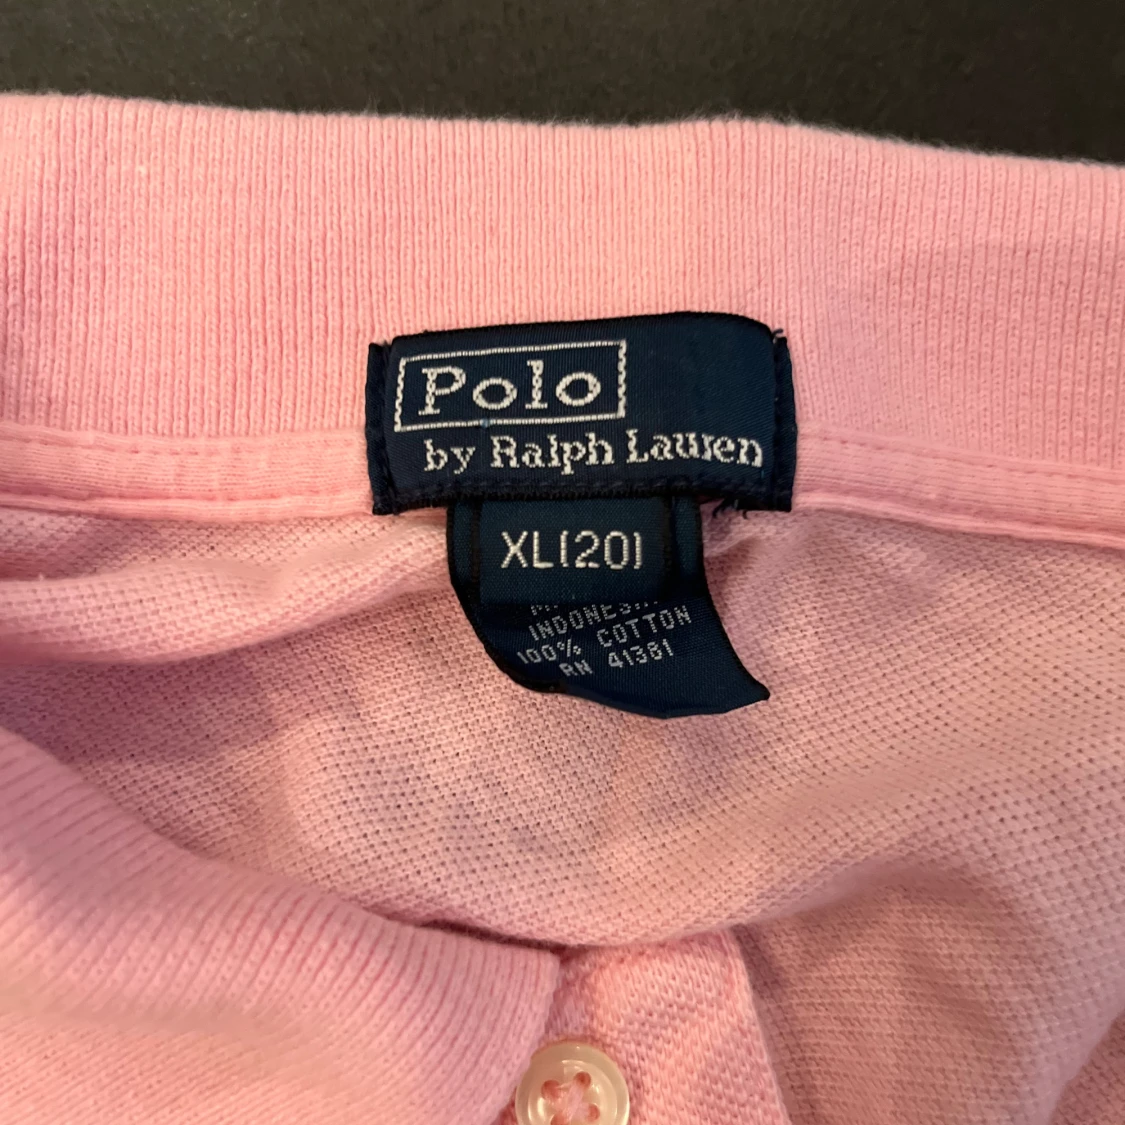 Polo
by Ralph Lauren
XL(20)
INDONESIA
100% COTTON
RN 41381